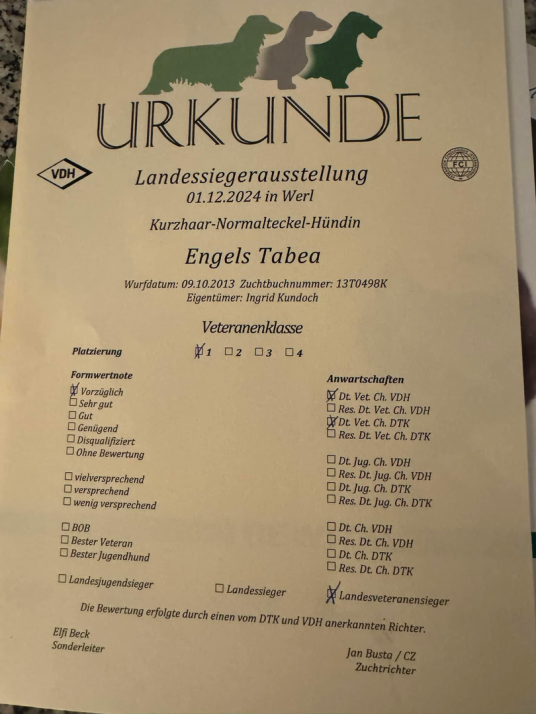 URKUNDE
VDH
FCI
Landessiegerausstellung
01.12.2024 in Werl
Kurzhaar-Normalteckel-Hündin
Engels Tabea
Wurfdatum: 09.10.2013 Zuchtbuchnummer: 13T0498K
Eigentümer: Ingrid Kundoch
Veteranenklasse
Platzierung ☒ 1 ☐ 2 ☐ 3 ☐ 4
Formwertnote
☒ Vorzüglich
☐ Sehr gut
☐ Gut
☐ Genügend
☐ Disqualifiziert
☐ Ohne Bewertung
☐ vielversprechend
☐ versprechend
☐ wenig versprechend
☐ BOB
☐ Bester Veteran
☐ Bester Jugendhund
Anwartschaften
☒ Dt. Vet. Ch. VDH
☐ Res. Dt. Vet. Ch. VDH
☒ Dt. Vet. Ch. DTK
☐ Res. Dt. Vet. Ch. DTK
☐ Dt. Jug. Ch. VDH
☐ Res. Dt. Jug. Ch. VDH
☐ Dt. Jug. Ch. DTK
☐ Res. Dt. Jug. Ch. DTK
☐ Dt. Ch. VDH
☐ Res. Dt. Ch. VDH
☐ Dt. Ch. DTK
☐ Res. Dt. Ch. DTK
☐ Landesjugendsieger ☐ Landessieger ☒ Landesveteranensieger
Die Bewertung erfolgte durch einen vom DTK und VDH anerkannten Richter.
Elfi Beck
Sonderleiter
Jan Busta / CZ
Zuchtrichter